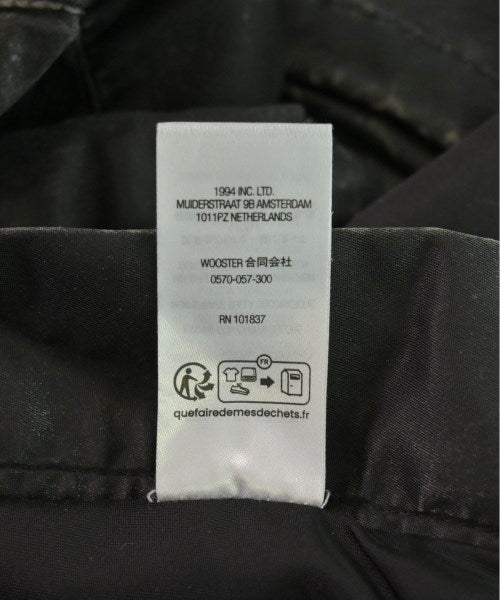 1994 INC. LTD.
MUIDERSTRAAT 9B AMSTERDAM
1011PZ NETHERLANDS
WOOSTER 合同会社
0570-057-300
RN 101837
FR
quefairedemesdechets.fr